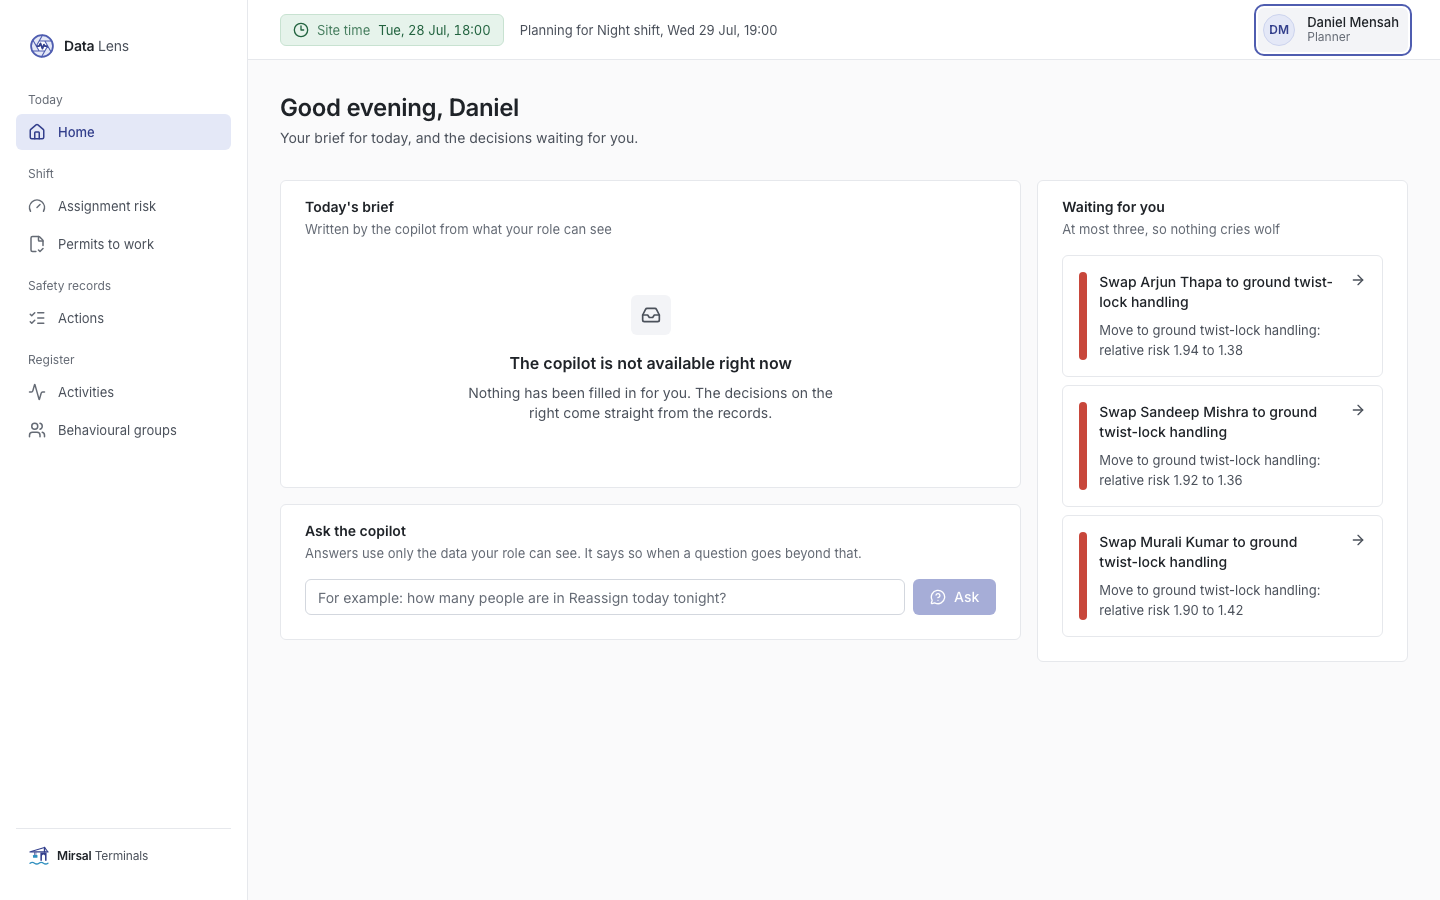 Data Lens
Today
Home
Shift
Assignment risk
Permits to work
Safety records
Actions
Register
Activities
Behavioural groups
Mirsal Terminals
Site time Tue, 28 Jul, 18:00
Planning for Night shift, Wed 29 Jul, 19:00
DM
Daniel Mensah
Planner
Good evening, Daniel
Your brief for today, and the decisions waiting for you.
Today's brief
Written by the copilot from what your role can see
The copilot is not available right now
Nothing has been filled in for you. The decisions on the
right come straight from the records.
Ask the copilot
Answers use only the data your role can see. It says so when a question goes beyond that.
For example: how many people are in Reassign today tonight?
Ask
Waiting for you
At most three, so nothing cries wolf
Swap Arjun Thapa to ground twist-
lock handling
Move to ground twist-lock handling:
relative risk 1.94 to 1.38
Swap Sandeep Mishra to ground
twist-lock handling
Move to ground twist-lock handling:
relative risk 1.92 to 1.36
Swap Murali Kumar to ground
twist-lock handling
Move to ground twist-lock handling:
relative risk 1.90 to 1.42